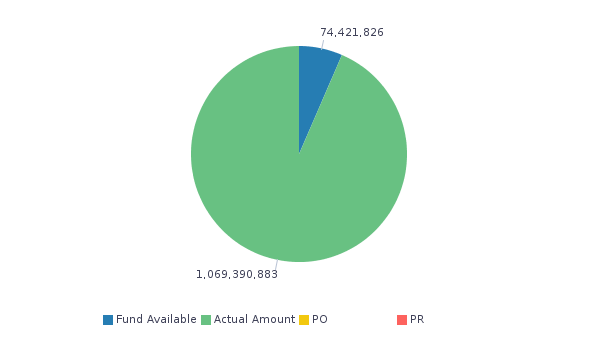 74,421,826
1,069,390,883
Fund Available Actual Amount PO PR